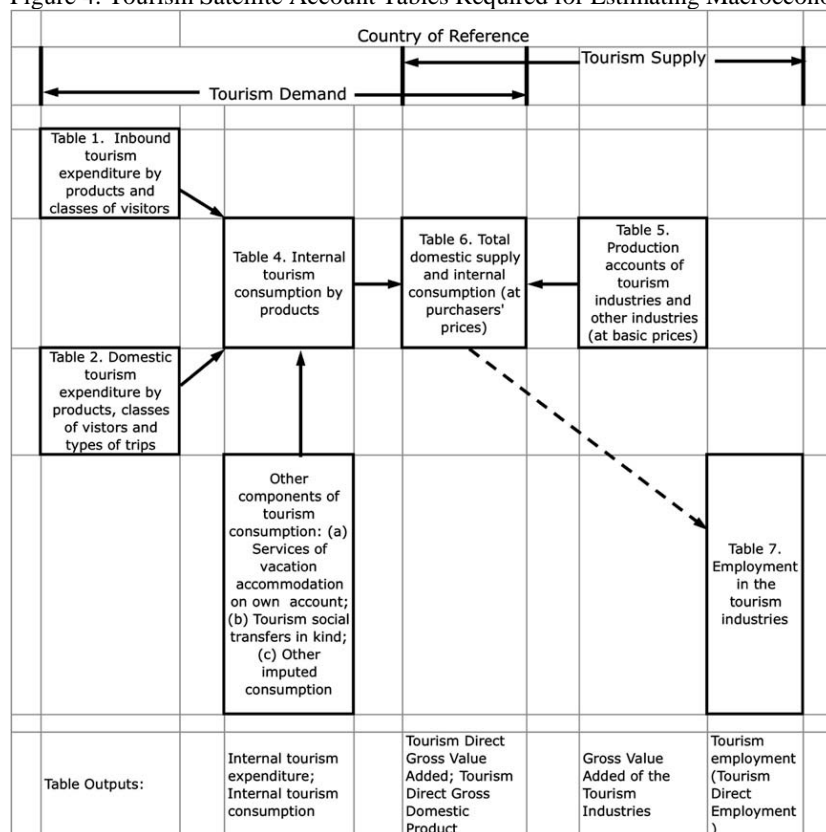 Figure 4. Tourism Satellite Account Tables Required for Estimating
Country of Reference
Tourism Supply
Tourism Demand
Table 1. Inbound
tourism
expenditure by
products and
classes of visitors
Table 4. Internal
tourism
consumption by
products
Table 6. Total
domestic supply
and internal
consumption (at
purchasers'
prices)
Table 5.
Production
accounts of
tourism
industries and
other industries
(at basic prices)
Table 2. Domestic
tourism
expenditure by
products, classes
of vistors and
types of trips
Other
components of
tourism
consumption: (a)
Services of
vacation
accommodation
on own account;
(b) Tourism social
transfers in kind;
(c) Other
imputed
consumption
Table 7.
Employment
in the
tourism
industries
Table Outputs:
Internal tourism
expenditure;
Internal tourism
consumption
Tourism Direct
Gross Value
Added; Tourism
Direct Gross
Domestic
Product
Gross Value
Added of the
Tourism
Industries
Tourism
employment
(Tourism
Direct
Employment
)